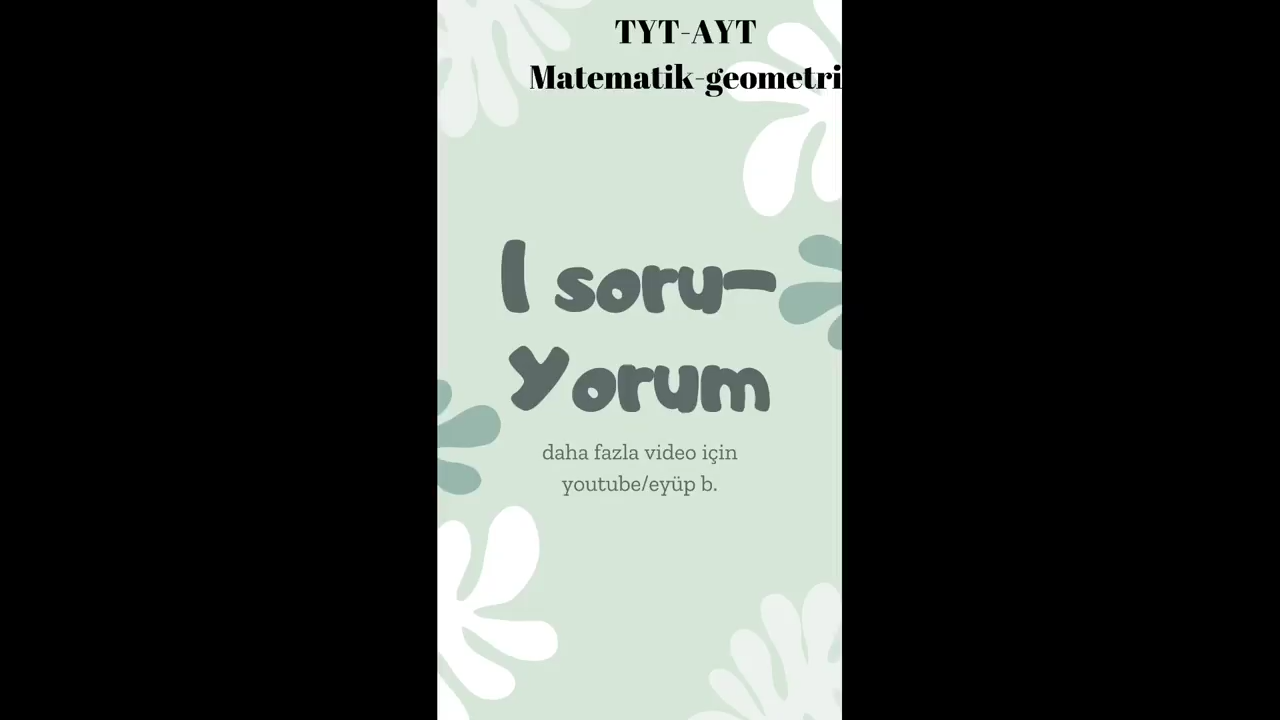 TYT-AYT
Matematik-geometri
1 soru-
Yorum
daha fazla video için
youtube/eyüp b.